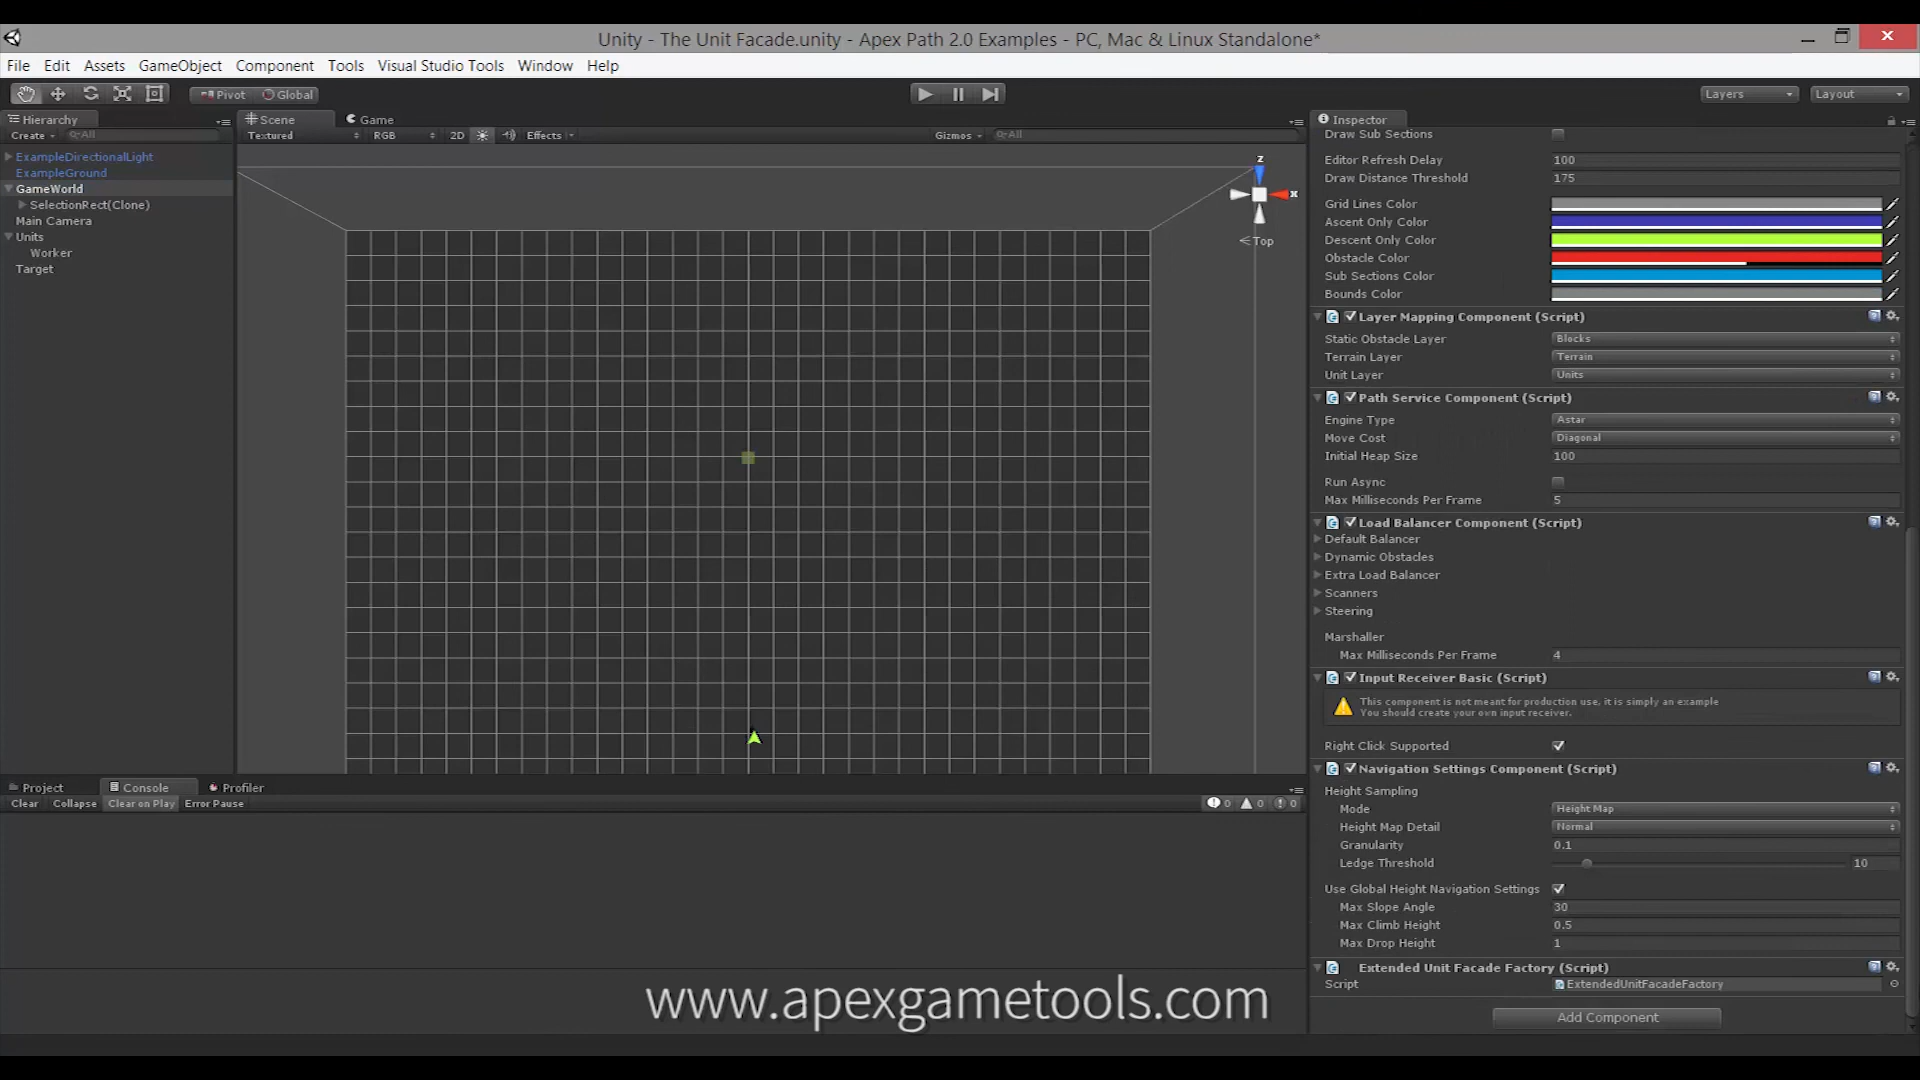 Unity - The Unit Facade.unity - Apex Path 2.0 Examples - PC, Mac & Linux Standalone*
File Edit Assets GameObject Component Tools Visual Studio Tools Window Help
Pivot Global Layers Layout
Hierarchy
Create All
ExampleDirectionalLight
ExampleGround
GameWorld
SelectionRect(Clone)
Main Camera
Units
Worker
Target
Scene Game
Textured RGB 2D Effects Gizmos All
z
x
Top
Project Console Profiler
Clear Collapse Clear on Play Error Pause 0 0 0
Inspector
Draw Sub Sections
Editor Refresh Delay 100
Draw Distance Threshold 175
Grid Lines Color
Ascent Only Color
Descent Only Color
Obstacle Color
Sub Sections Color
Bounds Color
Layer Mapping Component (Script)
Static Obstacle Layer Blocks
Terrain Layer Terrain
Unit Layer Units
Path Service Component (Script)
Engine Type Astar
Move Cost Diagonal
Initial Heap Size 100
Run Async
Max Milliseconds Per Frame 5
Load Balancer Component (Script)
Default Balancer
Dynamic Obstacles
Extra Load Balancer
Scanners
Steering
Marshaller
Max Milliseconds Per Frame 4
Input Receiver Basic (Script)
This component is not meant for production use, it is simply an example
You should create your own input receiver.
Right Click Supported
Navigation Settings Component (Script)
Height Sampling
Mode Height Map
Height Map Detail Normal
Granularity 0.1
Ledge Threshold 10
Use Global Height Navigation Settings
Max Slope Angle 30
Max Climb Height 0.5
Max Drop Height 1
Extended Unit Facade Factory (Script)
Script ExtendedUnitFacadeFactory
Add Component
www.apexgametools.com